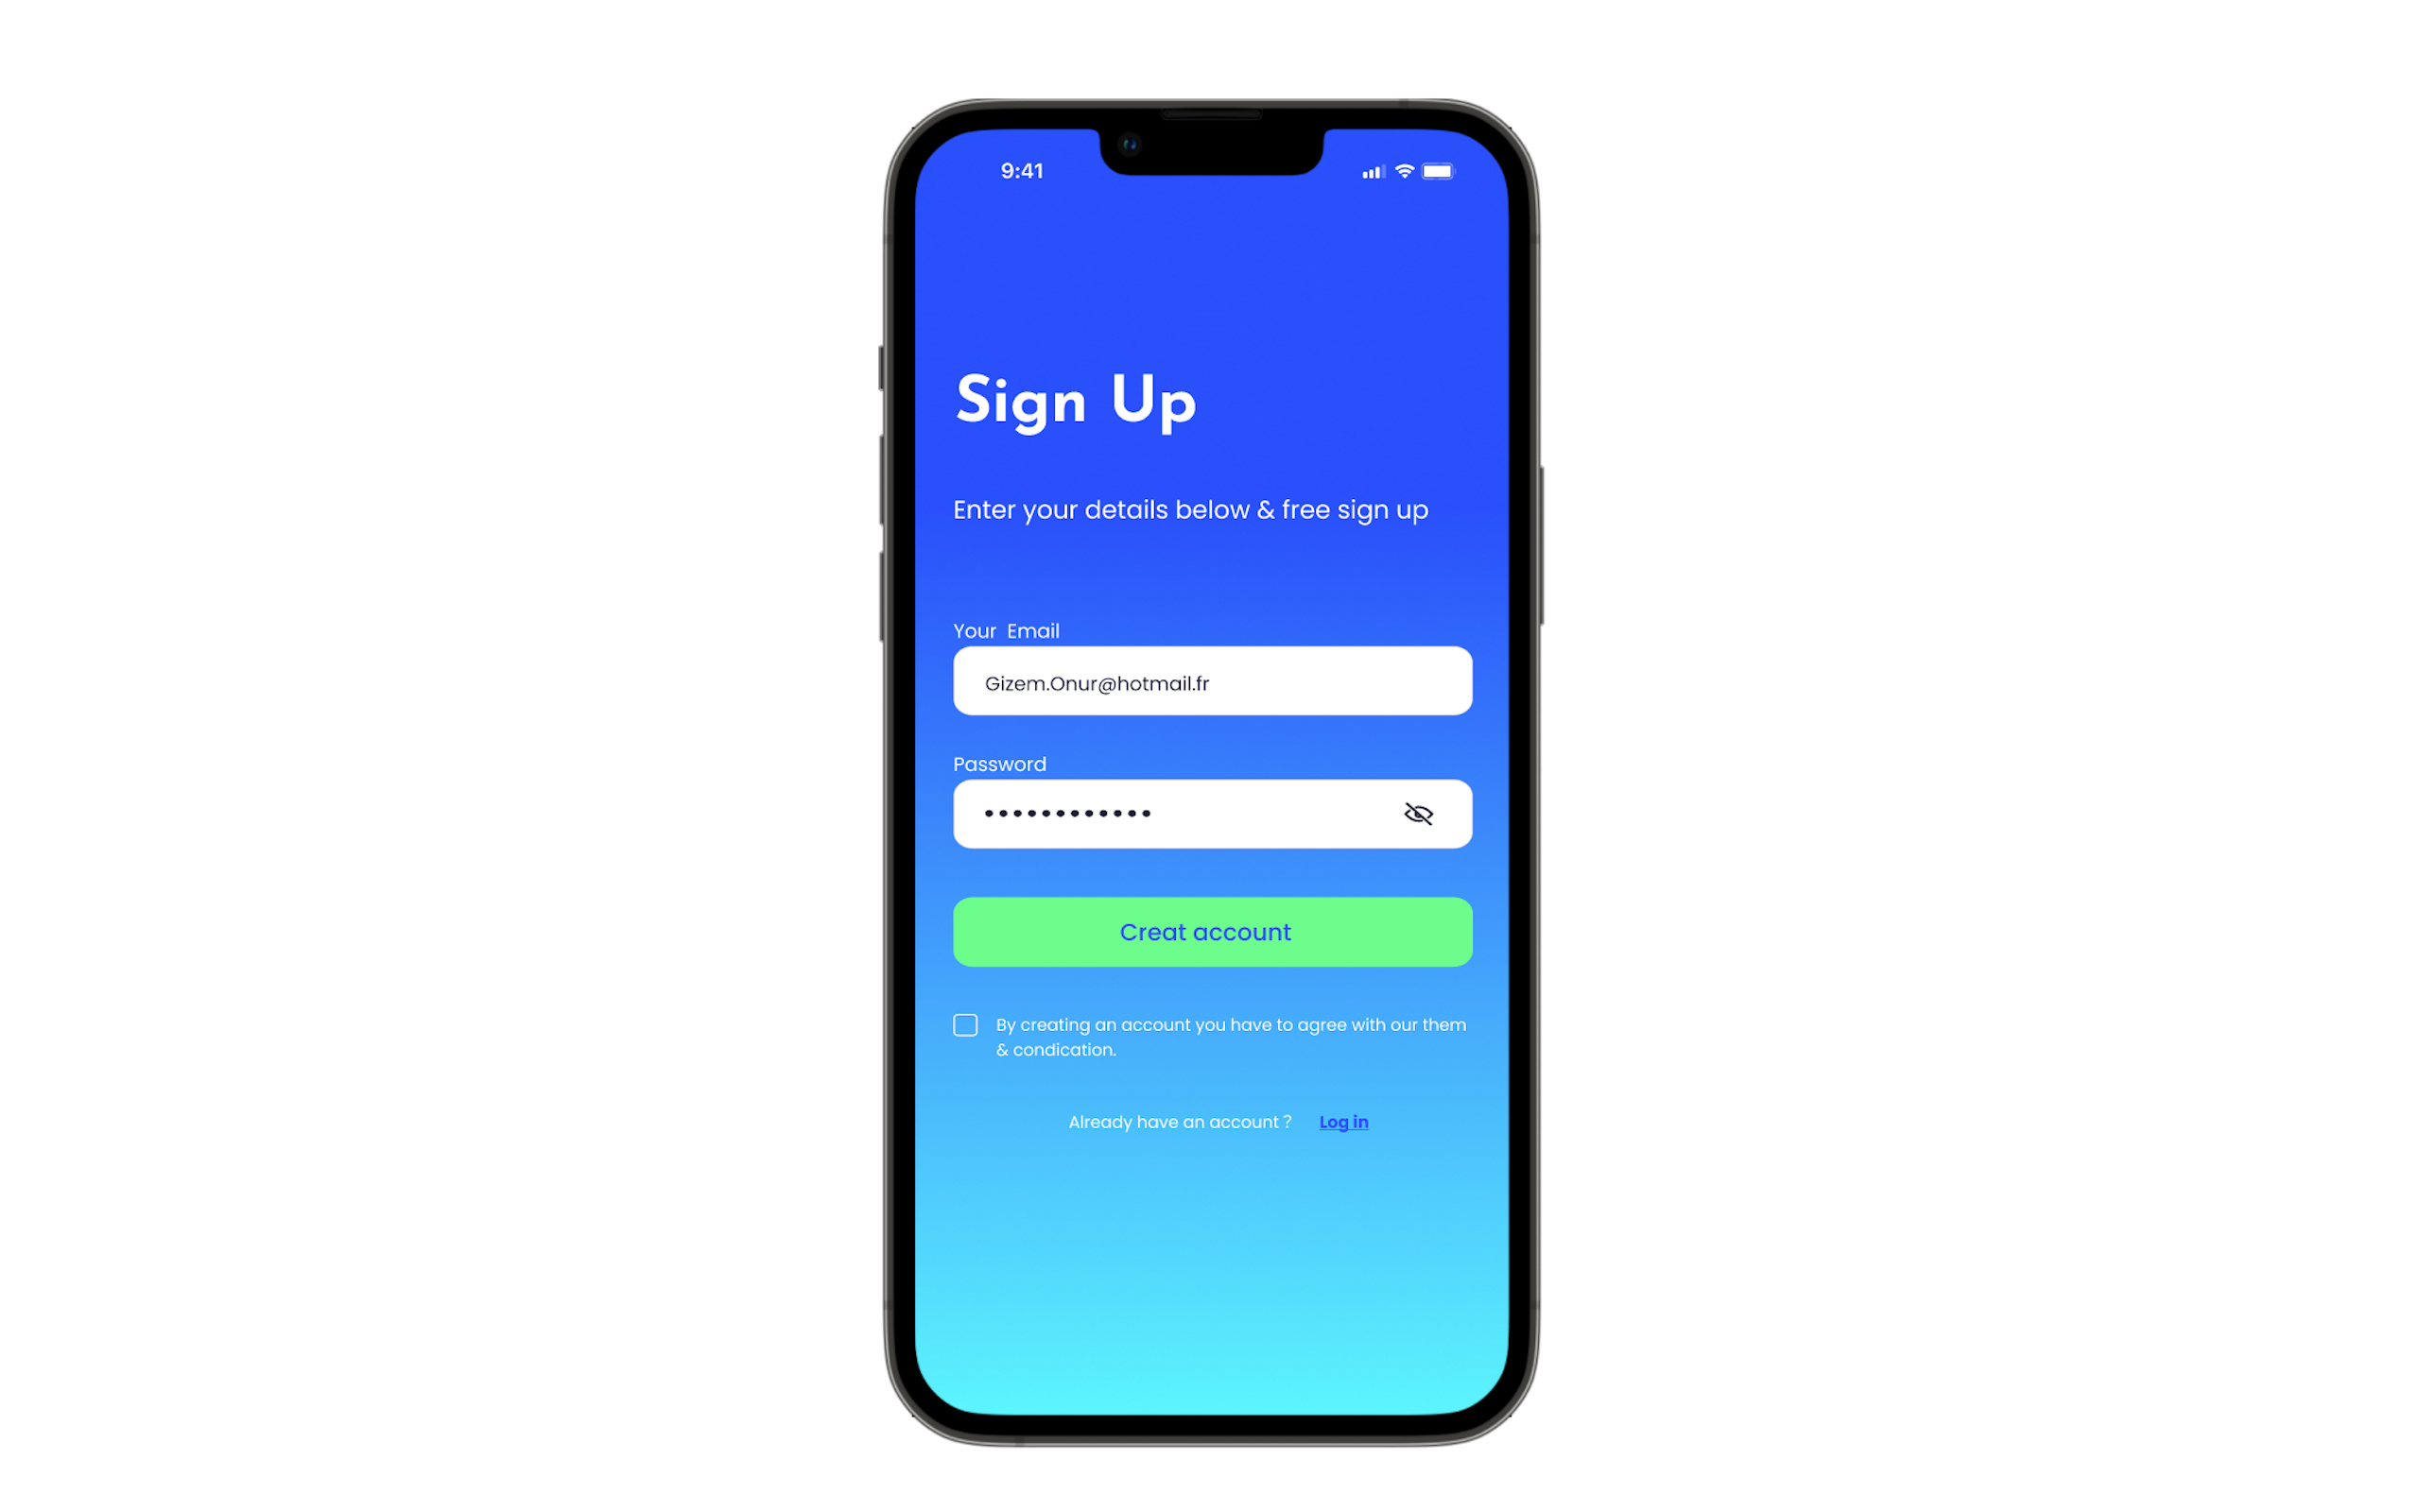 9:41
Sign Up
Enter your details below & free sign up
Your Email
Gizem.Onur@hotmail.fr
Password
••••••••••••
Creat account
By creating an account you have to agree with our them
& condication.
Already have an account ? Log in